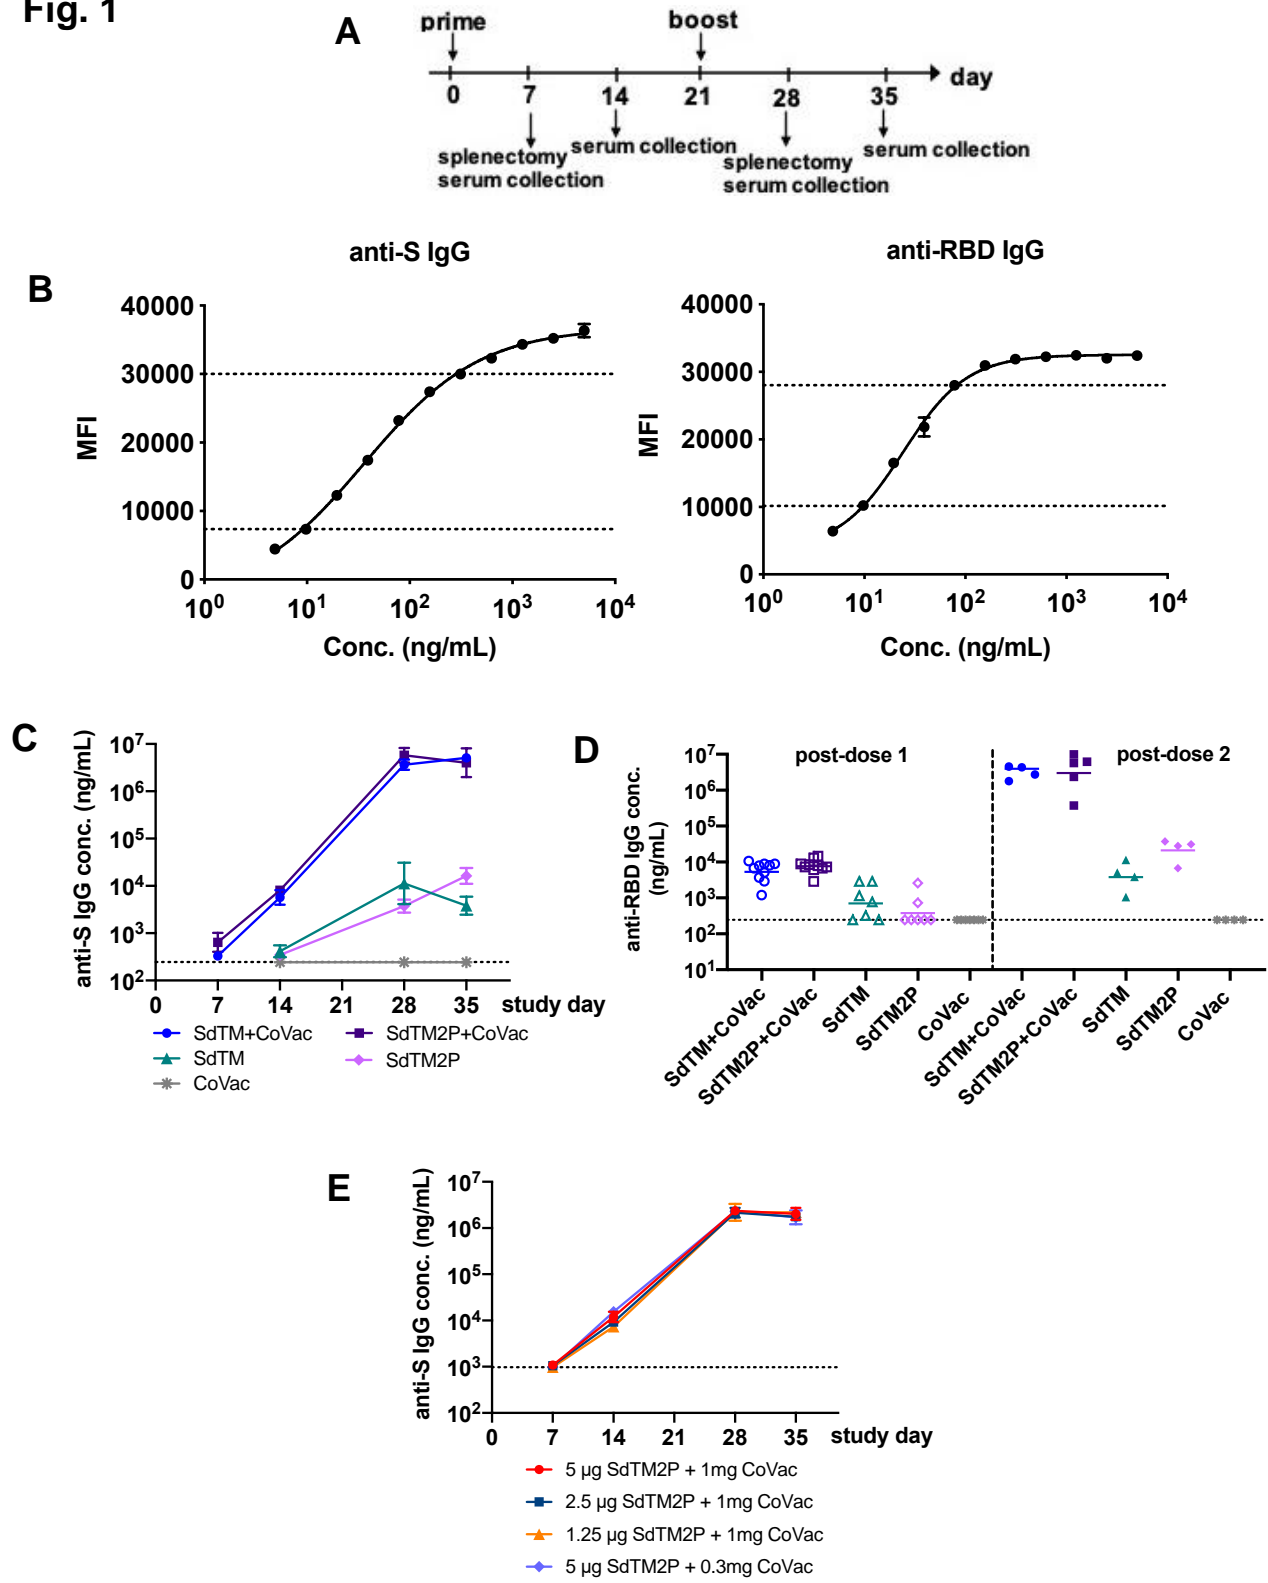 Fig. 1
A
prime
boost
day
0 7 14 21 28 35
splenectomy
serum collection
serum collection
splenectomy
serum collection
serum collection
B
anti-S IgG
MFI
40000
30000
20000
10000
0
10⁰ 10¹ 10² 10³ 10⁴
Conc. (ng/mL)
anti-RBD IgG
MFI
40000
30000
20000
10000
0
10⁰ 10¹ 10² 10³ 10⁴
Conc. (ng/mL)
C
anti-S IgG conc. (ng/mL)
10⁷
10⁶
10⁵
10⁴
10³
10²
0 7 14 21 28 35 study day
SdTM+CoVac
SdTM2P+CoVac
SdTM
SdTM2P
CoVac
D
anti-RBD IgG conc.
(ng/mL)
post-dose 1
post-dose 2
10⁷
10⁶
10⁵
10⁴
10³
10²
10¹
SdTM+CoVac
SdTM2P+CoVac
SdTM
SdTM2P
CoVac
SdTM+CoVac
SdTM2P+CoVac
SdTM
SdTM2P
CoVac
E
anti-S IgG conc. (ng/mL)
10⁷
10⁶
10⁵
10⁴
10³
10²
0 7 14 21 28 35 study day
5 µg SdTM2P + 1mg CoVac
2.5 µg SdTM2P + 1mg CoVac
1.25 µg SdTM2P + 1mg CoVac
5 µg SdTM2P + 0.3mg CoVac